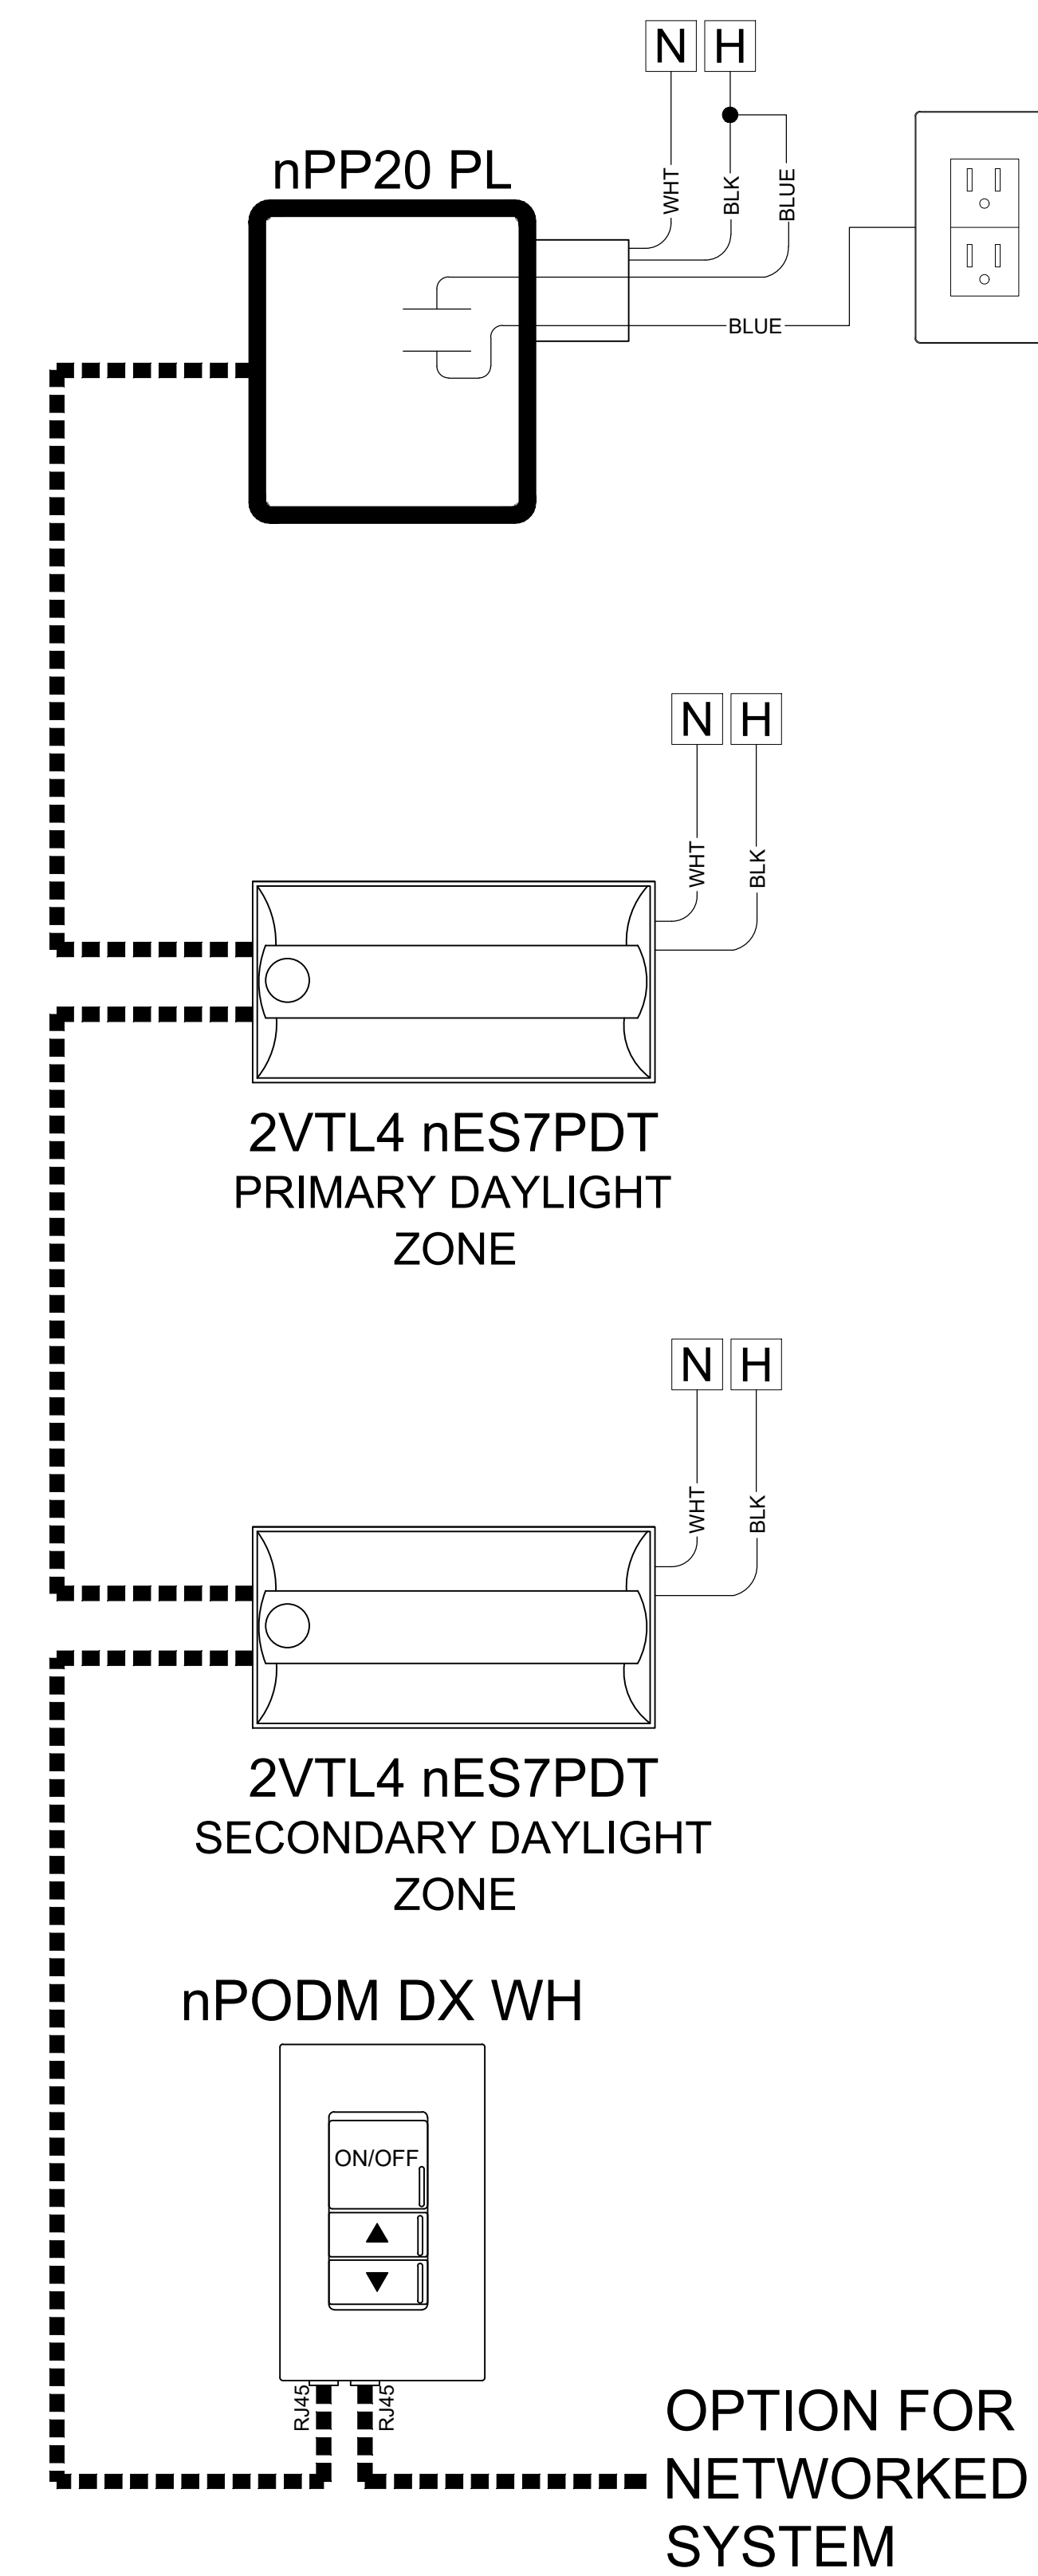 N H
nPP20 PL
WHT
BLK
BLUE
BLUE
N H
WHT
BLK
2VTL4 nES7PDT
PRIMARY DAYLIGHT
ZONE
N H
WHT
BLK
2VTL4 nES7PDT
SECONDARY DAYLIGHT
ZONE
nPODM DX WH
ON/OFF
RJ45
RJ45
OPTION FOR
NETWORKED
SYSTEM